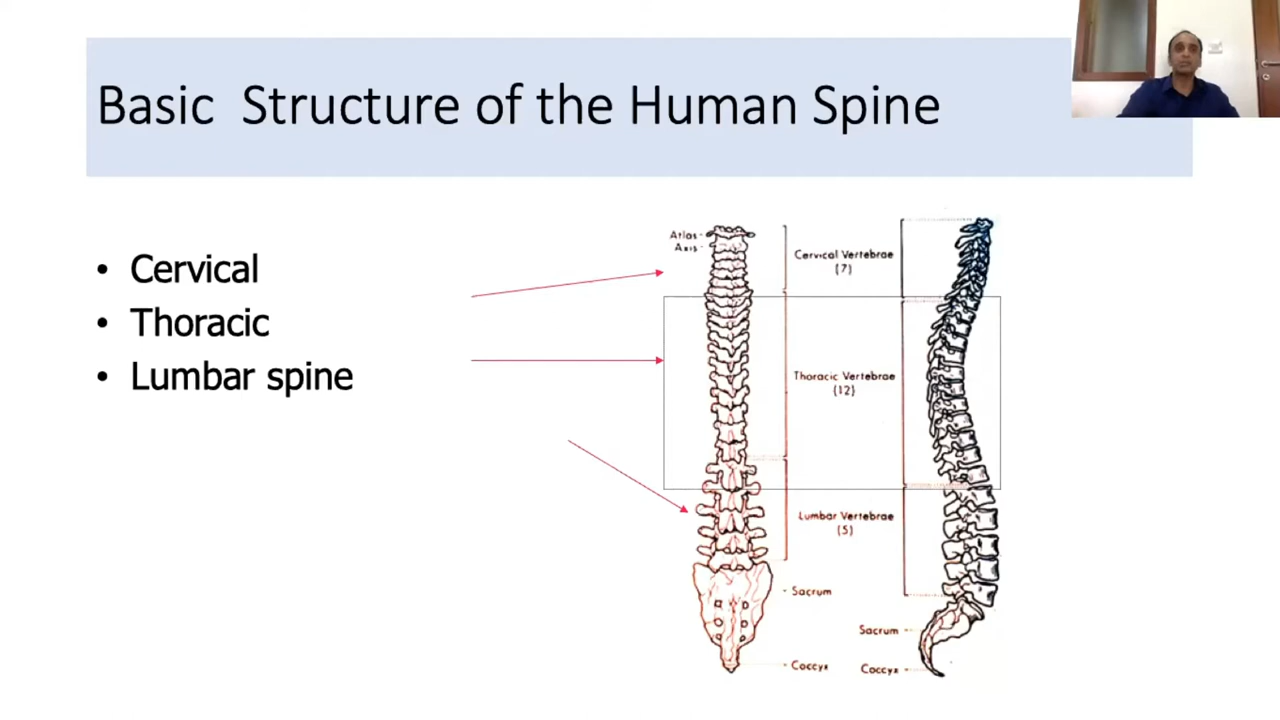 Basic Structure of the Human Spine
• Cervical
• Thoracic
• Lumbar spine
Atlas
Axis
Cervical Vertebrae
(7)
Thoracic Vertebrae
(12)
Lumbar Vertebrae
(5)
Sacrum
Coccyx
Sacrum
Coccyx